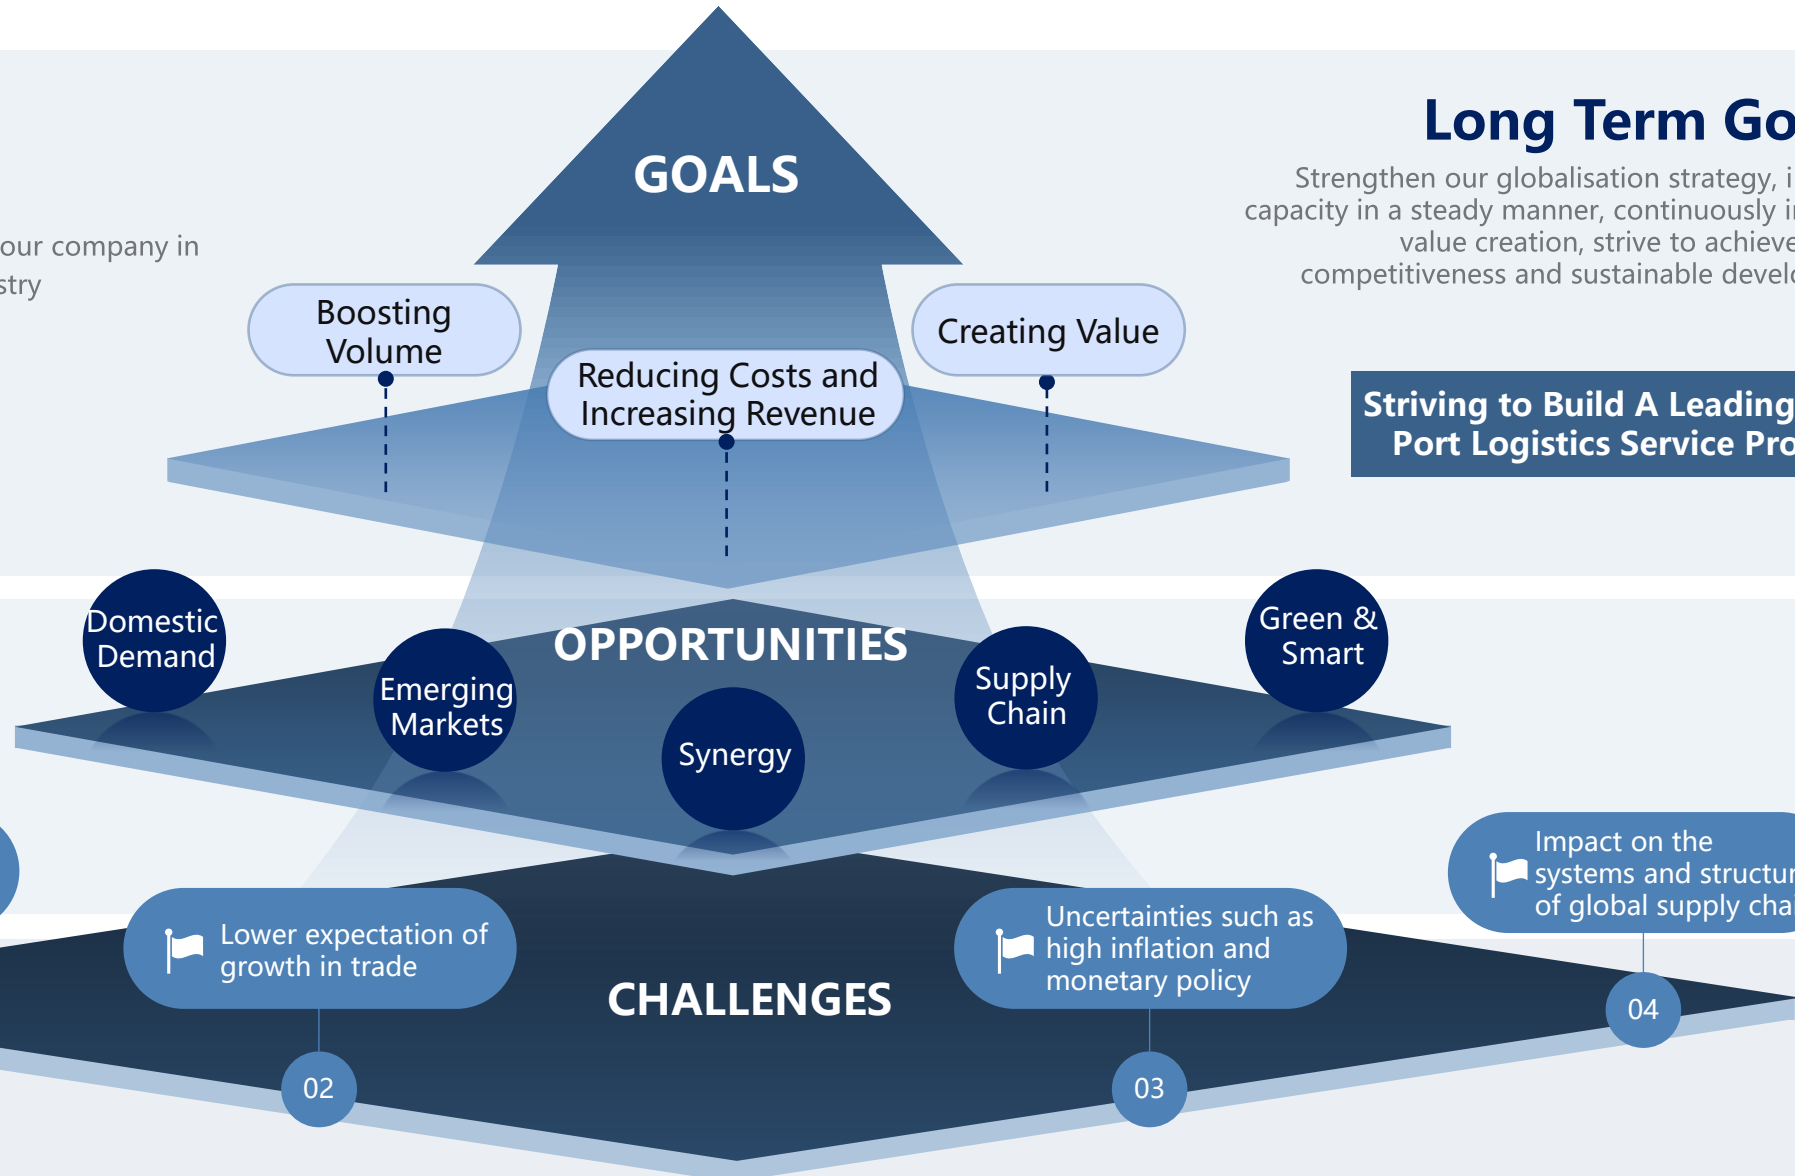 GOALS
Long Term Go
Strengthen our globalisation strategy, i
capacity in a steady manner, continuously
value creation, strive to achieve
competitiveness and sustainable
our company in
stry
Boosting
Volume
Reducing Costs and
Increasing Revenue
Creating Value
Striving to Build A Leading
Port Logistics Service Pro
OPPORTUNITIES
Domestic
Demand
Emerging
Markets
Synergy
Supply
Chain
Green &
Smart
CHALLENGES
Lower expectation of
growth in trade
02
Uncertainties such as
high inflation and
monetary policy
03
Impact on the
systems and structur
of global supply chai
04